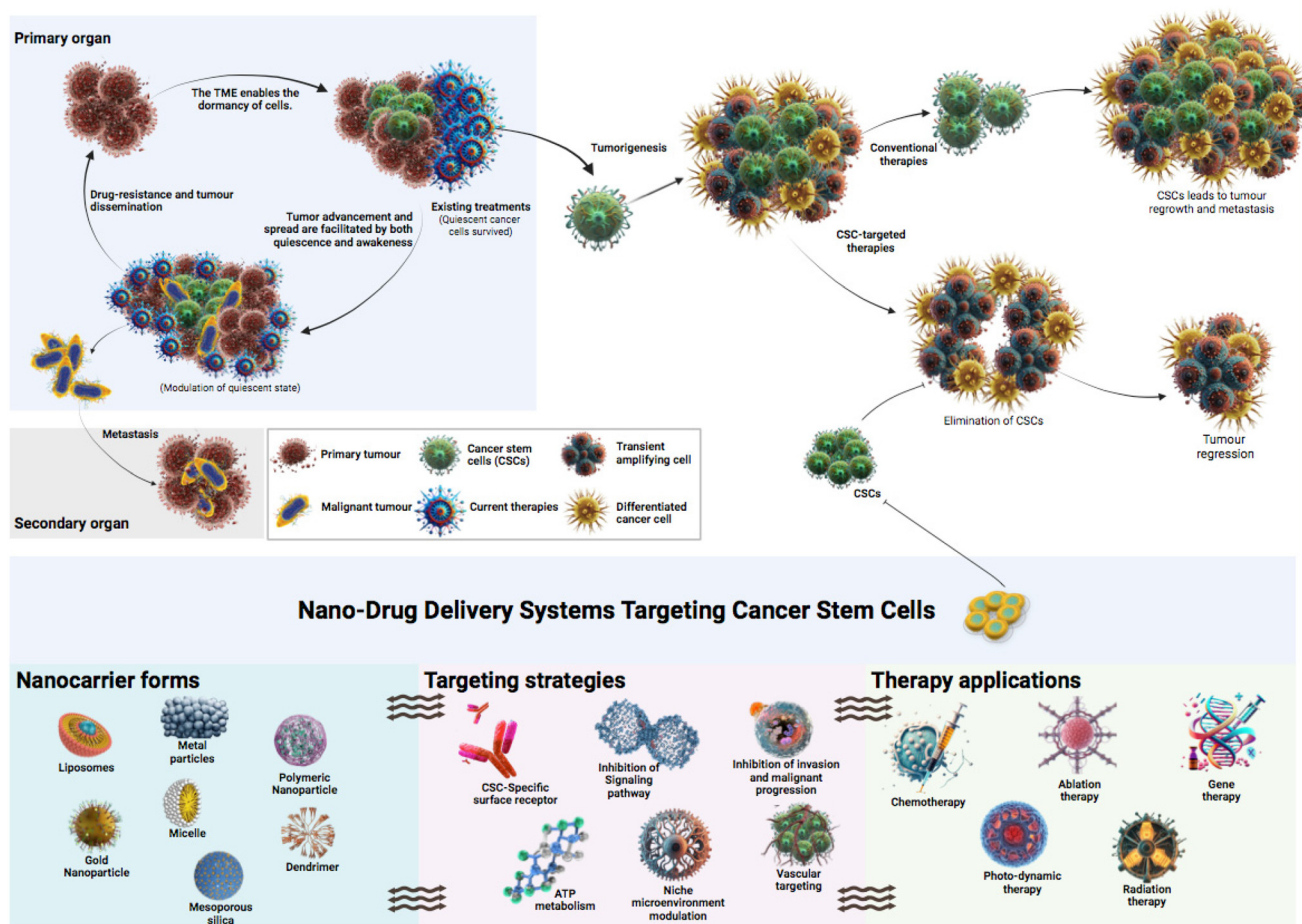 Primary organ
The TME enables the
dormancy of cells.
Drug-resistance and tumour
dissemination
Tumor advancement and
spread are facilitated by both
quiescence and awakeness
Existing treatments
(Quiescent cancer
cells survived)
(Modulation of quiescent state)
Metastasis
Secondary organ
Tumorigenesis
Conventional
therapies
CSCs leads to tumour
regrowth and metastasis
CSC-targeted
therapies
Elimination of CSCs
Tumour
regression
CSCs
Primary tumour
Cancer stem
cells (CSCs)
Transient
amplifying cell
Malignant tumour
Current therapies
Differentiated
cancer cell
Nano-Drug Delivery Systems Targeting Cancer Stem Cells
Nanocarrier forms
Liposomes
Metal
particles
Polymeric
Nanoparticle
Gold
Nanoparticle
Micelle
Dendrimer
Mesoporous
silica
Targeting strategies
CSC-Specific
surface receptor
Inhibition of
Signaling
pathway
Inhibition of invasion
and malignant
progression
ATP
metabolism
Niche
microenvironment
modulation
Vascular
targeting
Therapy applications
Chemotherapy
Ablation
therapy
Gene
therapy
Photo-dynamic
therapy
Radiation
therapy